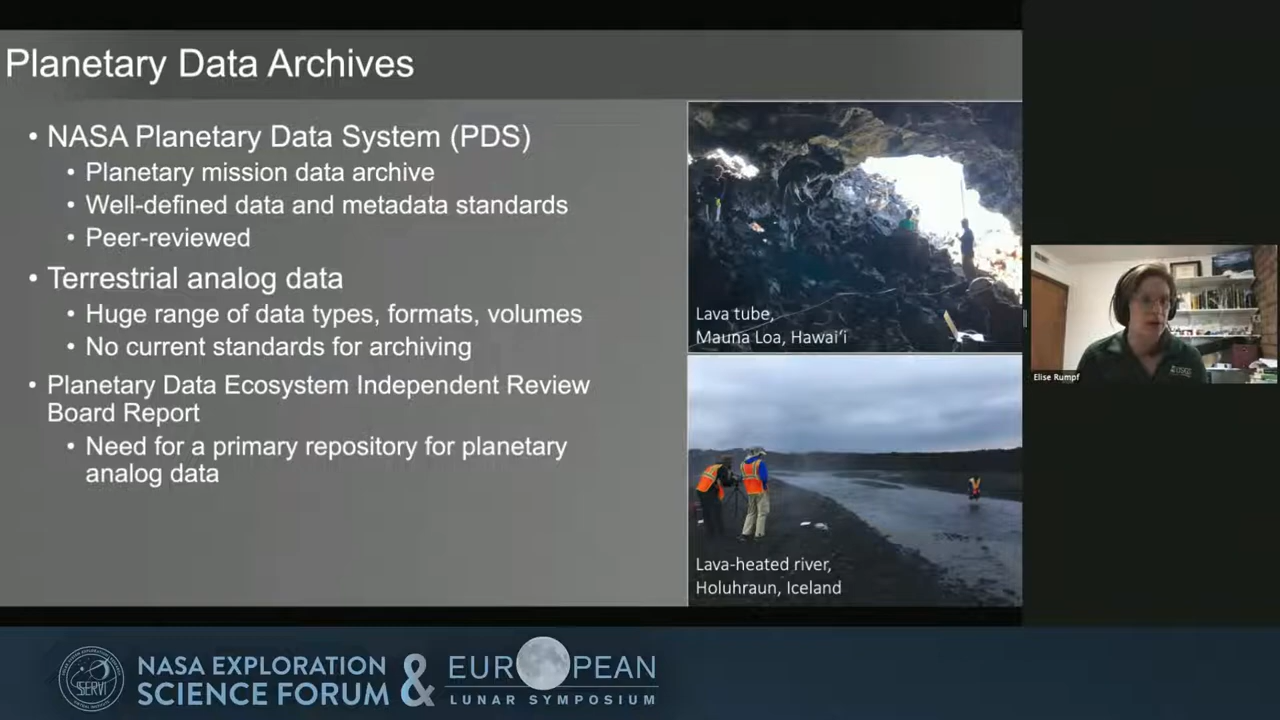 Planetary Data Archives
• NASA Planetary Data System (PDS)
• Planetary mission data archive
• Well-defined data and metadata standards
• Peer-reviewed
• Terrestrial analog data
• Huge range of data types, formats, volumes
• No current standards for archiving
• Planetary Data Ecosystem Independent Review
Board Report
• Need for a primary repository for planetary
analog data
Lava tube,
Mauna Loa, Hawaiʻi
Lava-heated river,
Holuhraun, Iceland
Elise Rumpf
SSERVI
NASA EXPLORATION
SCIENCE FORUM
&
EUROPEAN
LUNAR SYMPOSIUM